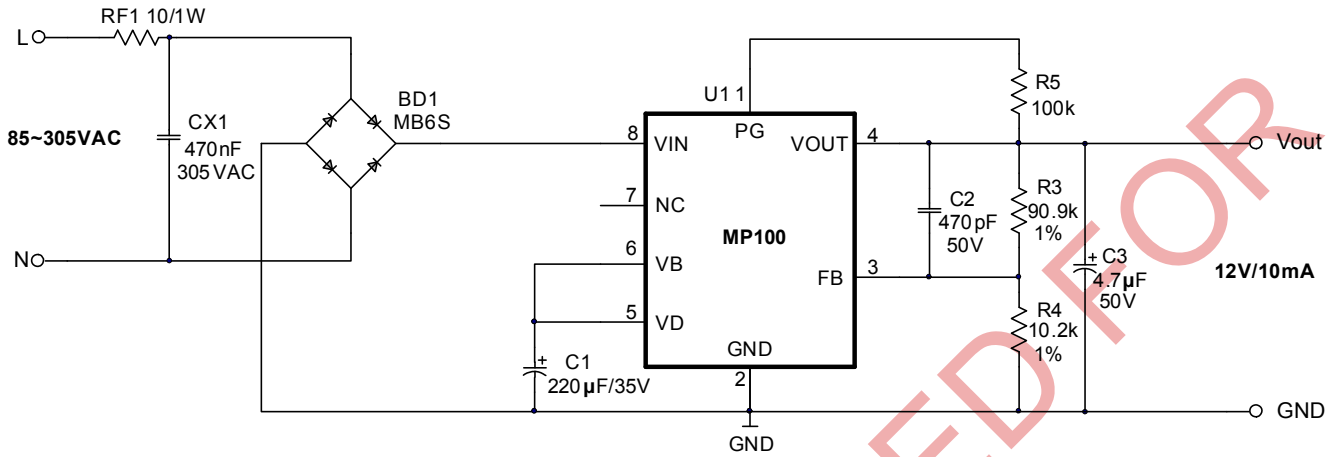 RF1 10/1W
L
85~305VAC
CX1
470nF
305VAC
N
BD1
MB6S
U1 1
PG
8
VIN
7
NC
6
VB
5
VD
MP100
VOUT
4
FB
3
GND
2
GND
C1
+
220µF/35V
C2
470pF
50V
R5
100k
R3
90.9k
1%
R4
10.2k
1%
+
C3
4.7µF
50V
Vout
12V/10mA
GND
ED FOR